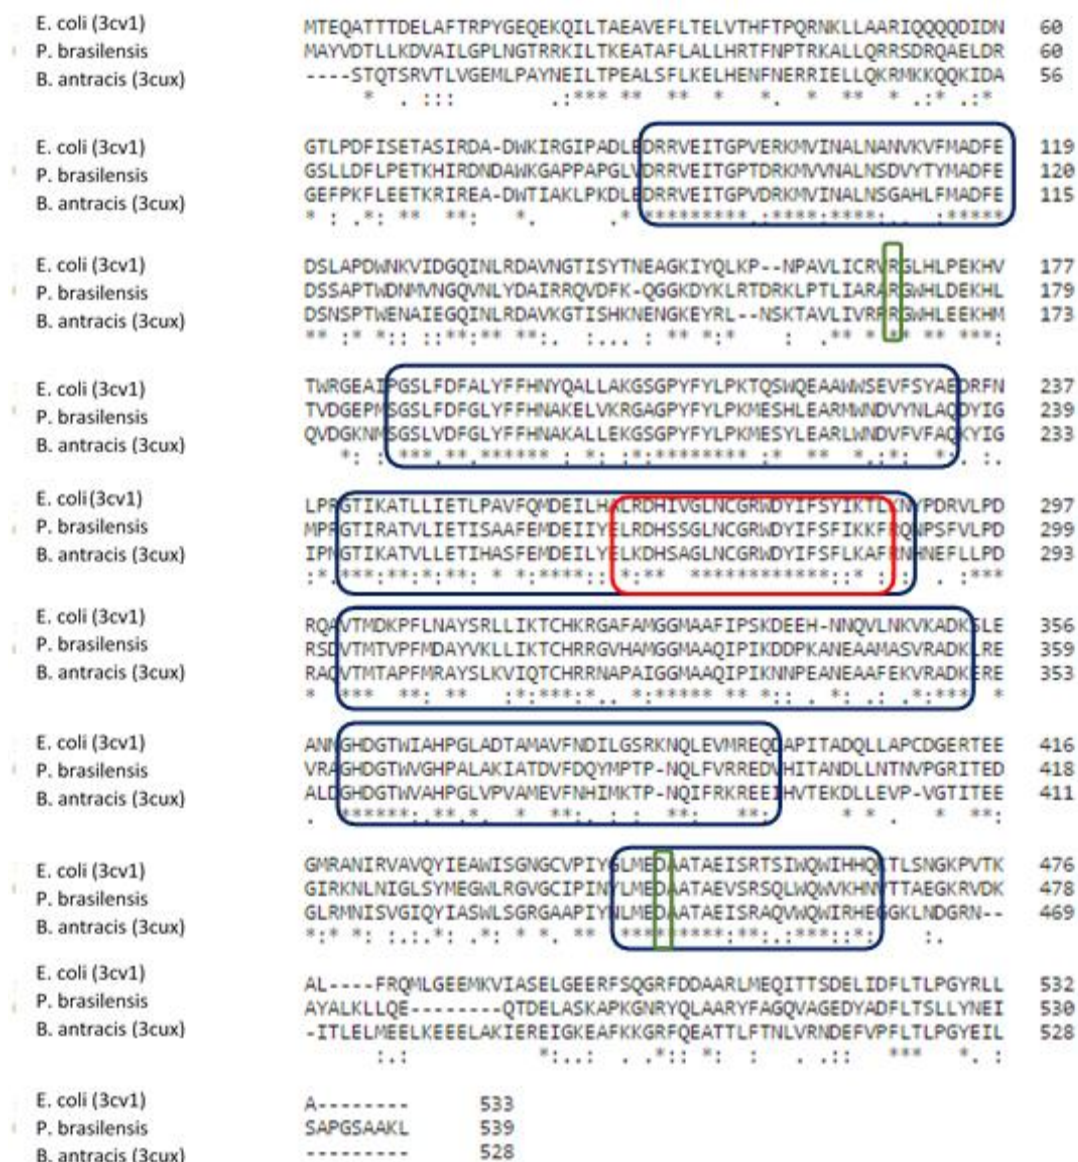 E. coli (3cv1) MTEQATTTDELAFTRPYGEQEKQILTAEAVEFLTELVTHFTPQRNKLLAARIQQQQDIDN 60
P. brasilensis MAYVDTLLKDVAILGPLNGTRRKILTKEATAFLALLHRTFNPTRKALLQRRSDRQAELDR 60
B. antracis (3cux) ----STQTSRVTLVGEMLPAYNEILTPEALSFLKELHENFNERRIELLQKRMKKQQKIDA 56
* . ::: .:*** ** ** * *. * ** * .:* .:*
E. coli (3cv1) GTLPDFISETASIRDA-DWKIRGIPADLEDRRVEITGPVERKMVINALNANVKVFMADFE 119
P. brasilensis GSLLDFLPETKHIRDNDAWKGAPPAPGLVDRRVEITGPTDRKMVVNALNSDVYTYMADFE 120
B. antracis (3cux) GEFPKFLEETKRIREA-DWTIAKLPKDLEDRRVEITGPVDRKMVINALNSGAHLFMADFE 115
* : .*: ** **: *. .* *********.:****:****:. :*****
E. coli (3cv1) DSLAPDWNKVIDGQINLRDAVNGTISYTNEAGKIYQLKP--NPAVLICRVRGLHLPEKHV 177
P. brasilensis DSSAPTWDNMVNGQVNLYDAIRRQVDFK-QGGKDYKLRTDRKLPTLIARARGWHLDEKHL 179
B. antracis (3cux) DSNSPTWENAIEGQINLRDAVKGTISHKNENGKEYRL--NSKTAVLIVRPRGWHLEEKHM 173
** :* *:: ::**:** **:. :.. : ** *:* : .** * ** ** ***:
E. coli (3cv1) TWRGEAIPGSLFDFALYFFHNYQALLAKGSGPYFYLPKTQSWQEAAWWSEVFSYAEDRFN 237
P. brasilensis TVDGEPMSGSLFDFGLYFFHNAKELVKRGAGPYFYLPKMESHLEARMWNDVYNLAQDYIG 239
B. antracis (3cux) QVDGKNMSGSLVDFGLYFFHNAKALLEKGSGPYFYLPKMESYLEARLWNDVFVFAQKYIG 233
*: : ***.**.****** : *: :*:******** :* ** *.:*: *:. :.
E. coli(3cv1) LPRGTIKATLLIETLPAVFQMDEILHALRDHIVGLNCGRWDYIFSYIKTLKNYPDRVLPD 297
P. brasilensis MPRGTIRATVLIETISAAFEMDEIIYELRDHSSGLNCGRWDYIFSFIKKFRQNPSFVLPD 299
B. antracis (3cux) IPNGTIKATVLLETIHASFEMDEILYELKDHSAGLNCGRWDYIFSFLKAFRNHNEFLLPD 293
:*.***:**:*:**: * *:****:: *:** ************::* ::: . :***
E. coli (3cv1) RQAVTMDKPFLNAYSRLLIKTCHKRGAFAMGGMAAFIPSKDEEH-NNQVLNKVKADKSLE 356
P. brasilensis RSDVTMTVPFMDAYVKLLIKTCHRRGVHAMGGMAAQIPIKDDPKANEAAMASVRADKLRE 359
B. antracis (3cux) RAQVTMTAPFMRAYSLKVIQTCHRRNAPAIGGMAAQIPIKNNPEANEAAFEKVRADKERE 353
* *** **: ** :*:***:*.. *:***** ** *:: . *: .: .*:*** *
E. coli (3cv1) ANNGHDGTWIAHPGLADTAMAVFNDILGSRKNQLEVMREQDAPITADQLLAPCDGERTEE 416
P. brasilensis VRAGHDGTWVGHPALAKIATDVFDQYMPTP-NQLFVRREDVHITANDLLNTNVPGRITED 418
B. antracis (3cux) ALDGHDGTWVAHPGLVPVAMEVFNHIMKTP-NQIFRKREEIHVTEKDLLEVP-VGTITEE 411
. ******:.**.*. * **:. : : **: **: * * . * **:
E. coli (3cv1) GMRANIRVAVQYIEAWISGNGCVPIYGLMEDAATAEISRTSIWQWIHHQKTLSNGKPVTK 476
P. brasilensis GIRKNLNIGLSYMEGWLRGVGCIPINYLMEDAATAEVSRSQLWQWVKHNVTTAEGKRVDK 478
B. antracis (3cux) GLRMNISVGIQYIASWLSGRGAAPIYNLMEDAATAEISRAQVWQWIRHEGGKLNDGRN-- 469
*:* *: :.:.*: .*: * *. ** *********:**:.:***::*: :.
E. coli (3cv1) AL----FRQMLGEEMKVIASELGEERFSQGRFDDAARLMEQITTSDELIDFLTLPGYRLL 532
P. brasilensis AYALKLLQE--------QTDELASKAPKGNRYQLAARYFAGQVAGEDYADFLTSLLYNEI 530
B. antracis (3cux) -ITLELMEELKEEELAKIEREIGKEAFKKGRFQEATTLFTNLVRNDEFVPFLTLPGYEIL 528
:.: *:..: . .*:: *: : . .:: *** *. :
E. coli (3cv1) A-------- 533
P. brasilensis SAPGSAAKL 539
B. antracis (3cux) --------- 528